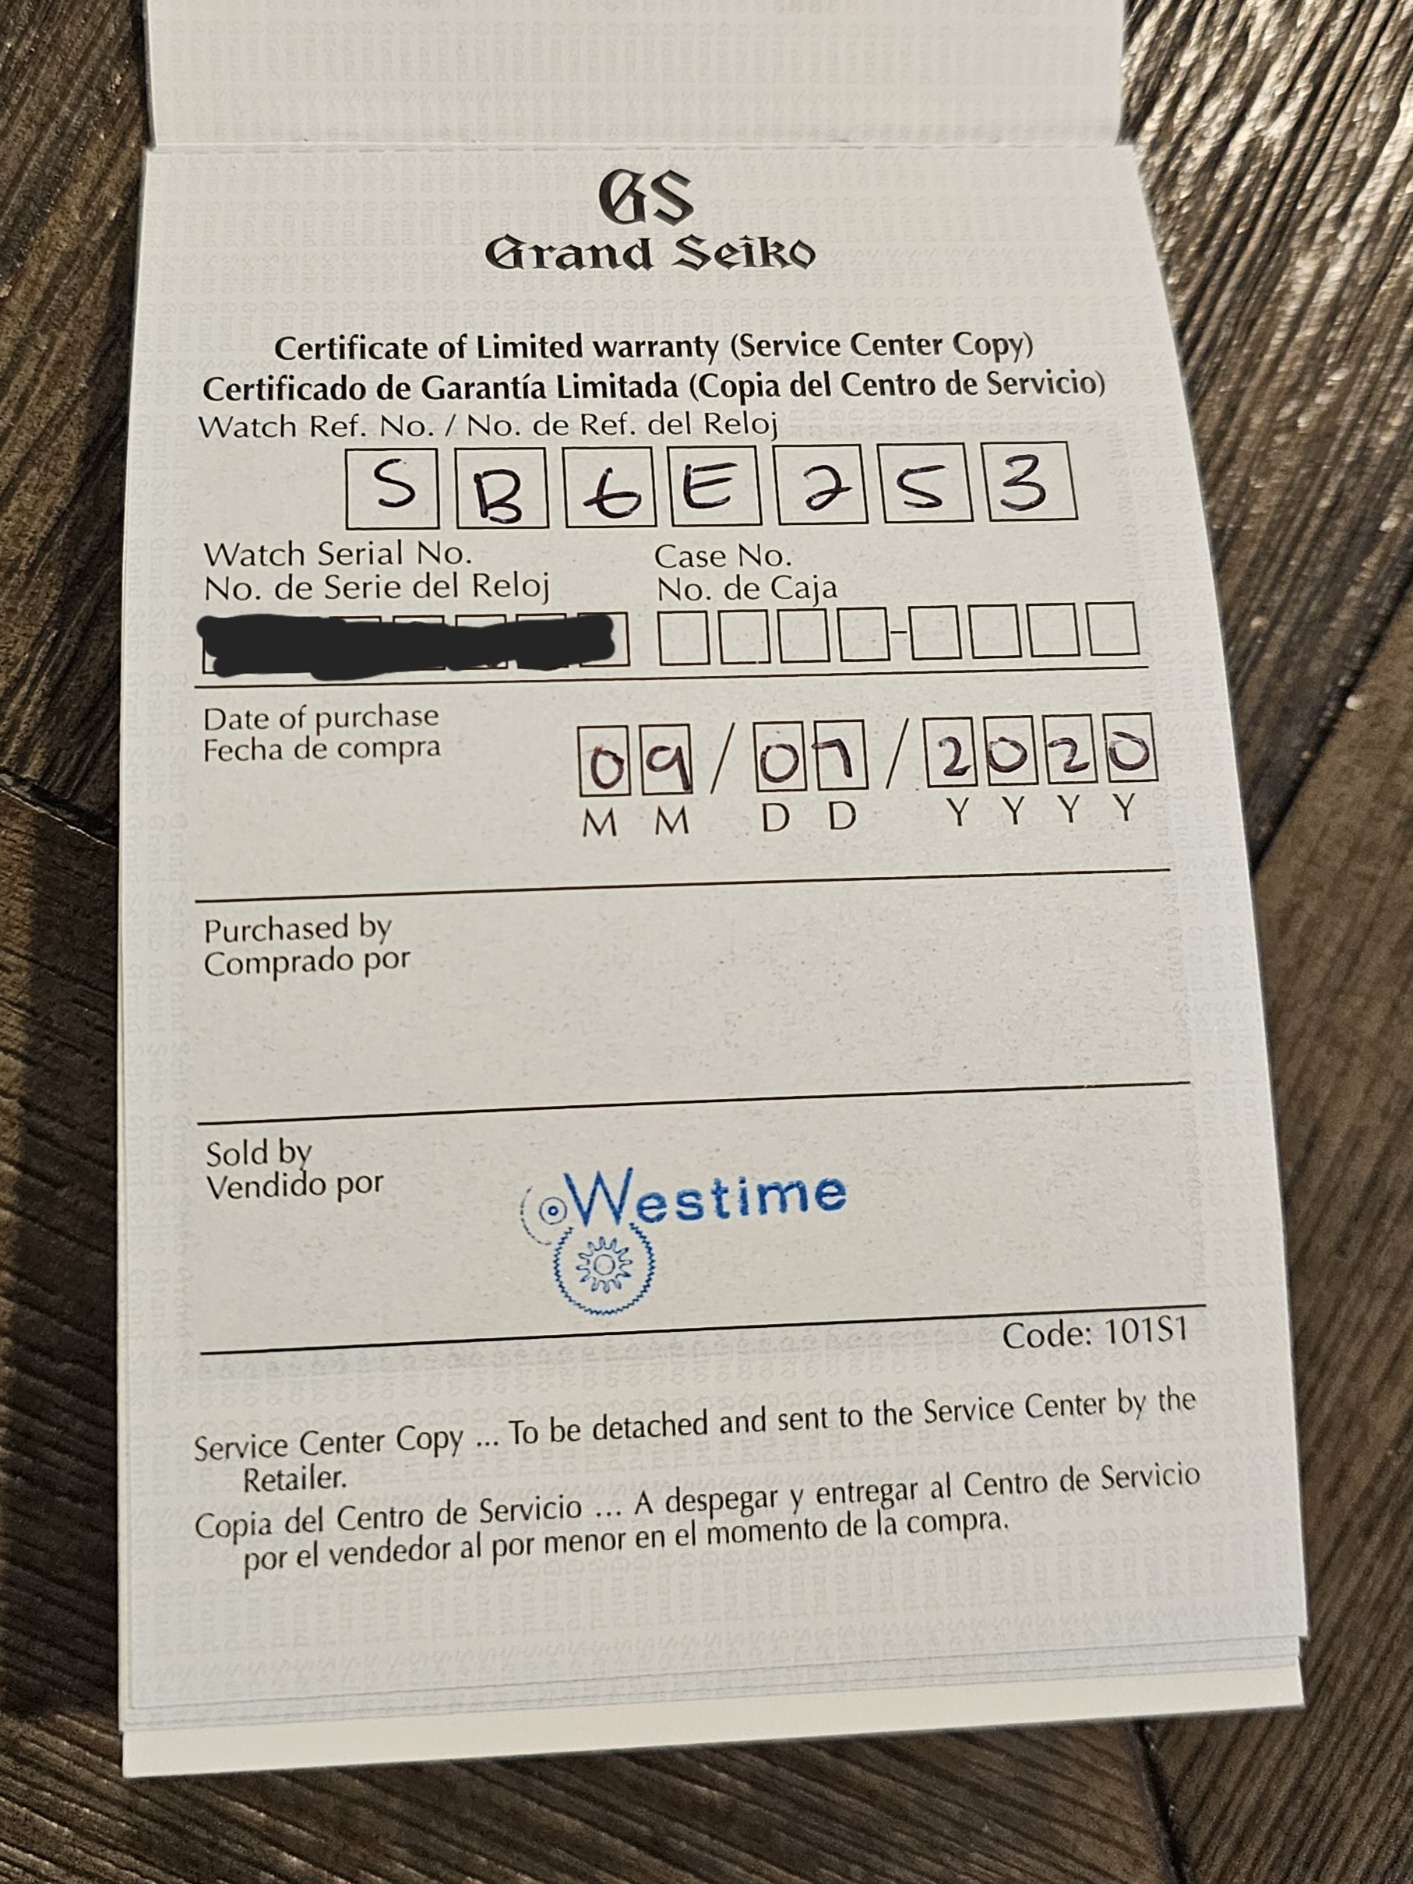 GS
Grand Seiko
Certificate of Limited warranty (Service Center Copy)
Certificado de Garantía Limitada (Copia del Centro de Servicio)
Watch Ref. No. / No. de Ref. del Reloj
S B G E 2 5 3
Watch Serial No. Case No.
No. de Serie del Reloj No. de Caja
Date of purchase
Fecha de compra
09 / 07 / 2020
M M D D Y Y Y Y
Purchased by
Comprado por
Sold by
Vendido por
Westime
Code: 101S1
Service Center Copy ... To be detached and sent to the Service Center by the
Retailer.
Copia del Centro de Servicio ... A despegar y entregar al Centro de Servicio
por el vendedor al por menor en el momento de la compra.